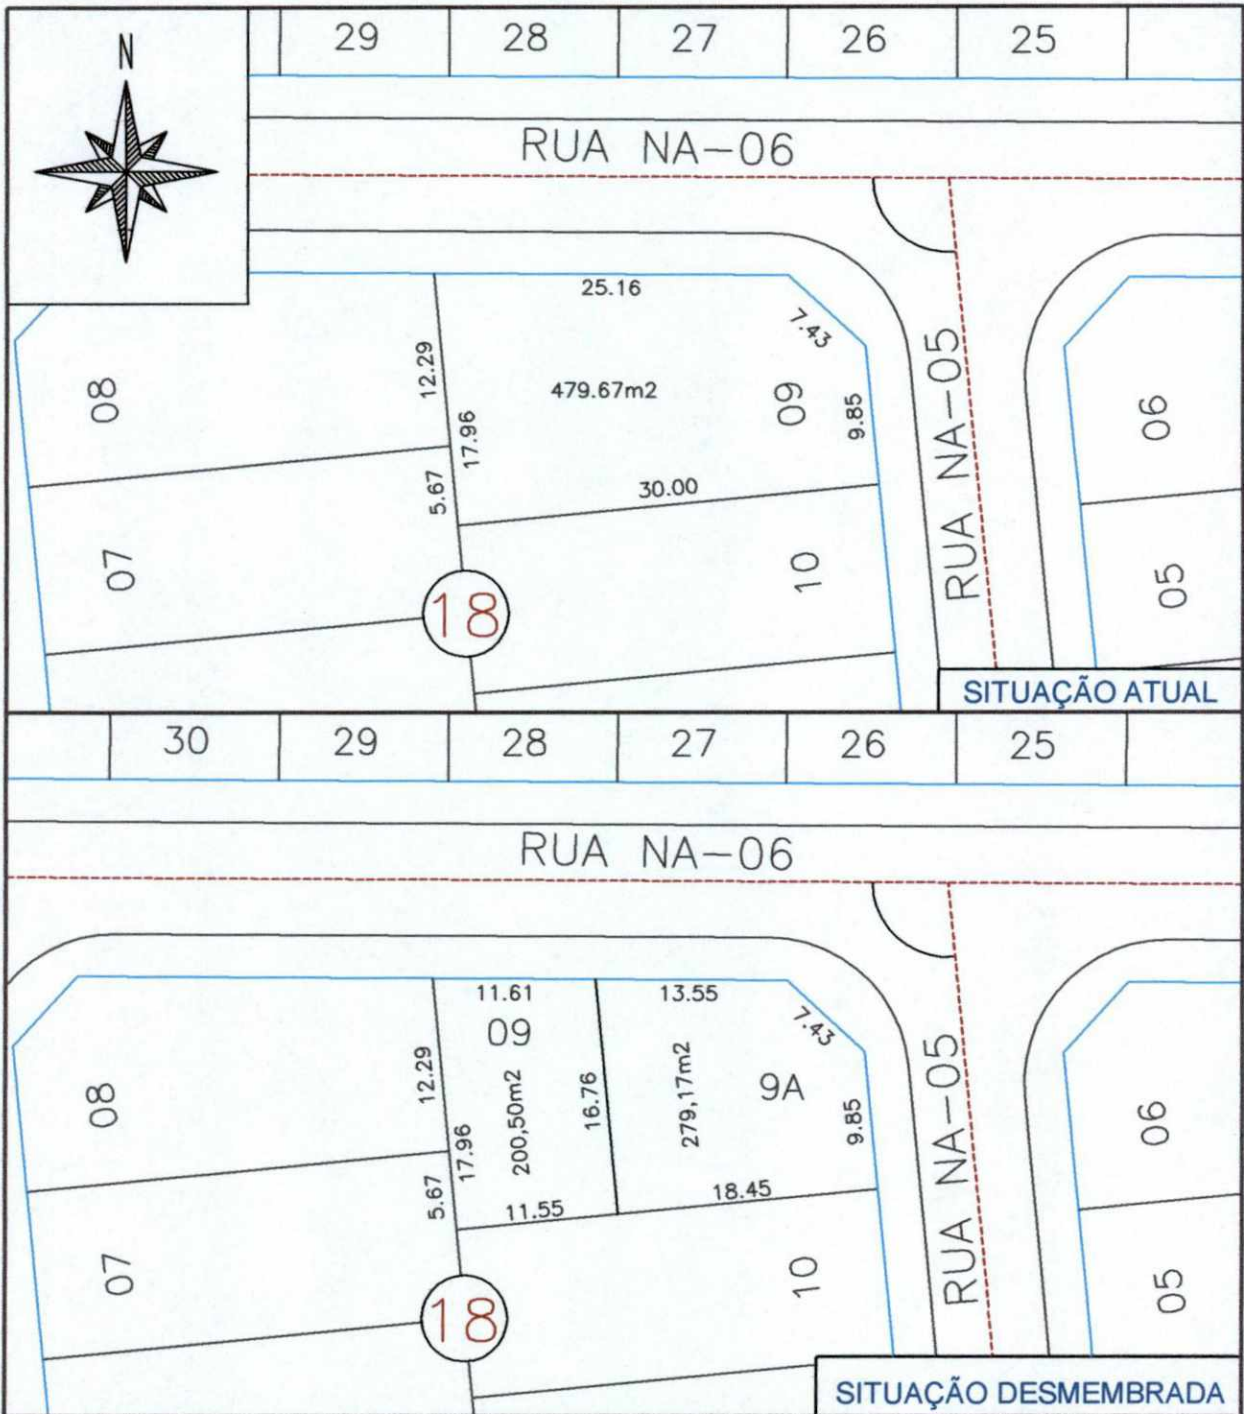 N
29 28 27 26 25
RUA NA-06
25.16
7.43
12.29
479.67m2
09
9.85
08
17.96
5.67
30.00
RUA NA-05
06
07
10
05
18
SITUAÇÃO ATUAL
30 29 28 27 26 25
RUA NA-06
11.61
13.55
7.43
09
12.29
200,50m2
16.76
279,17m2
9A
9.85
08
17.96
5.67
11.55
18.45
RUA NA-05
06
07
10
05
18
SITUAÇÃO DESMEMBRADA